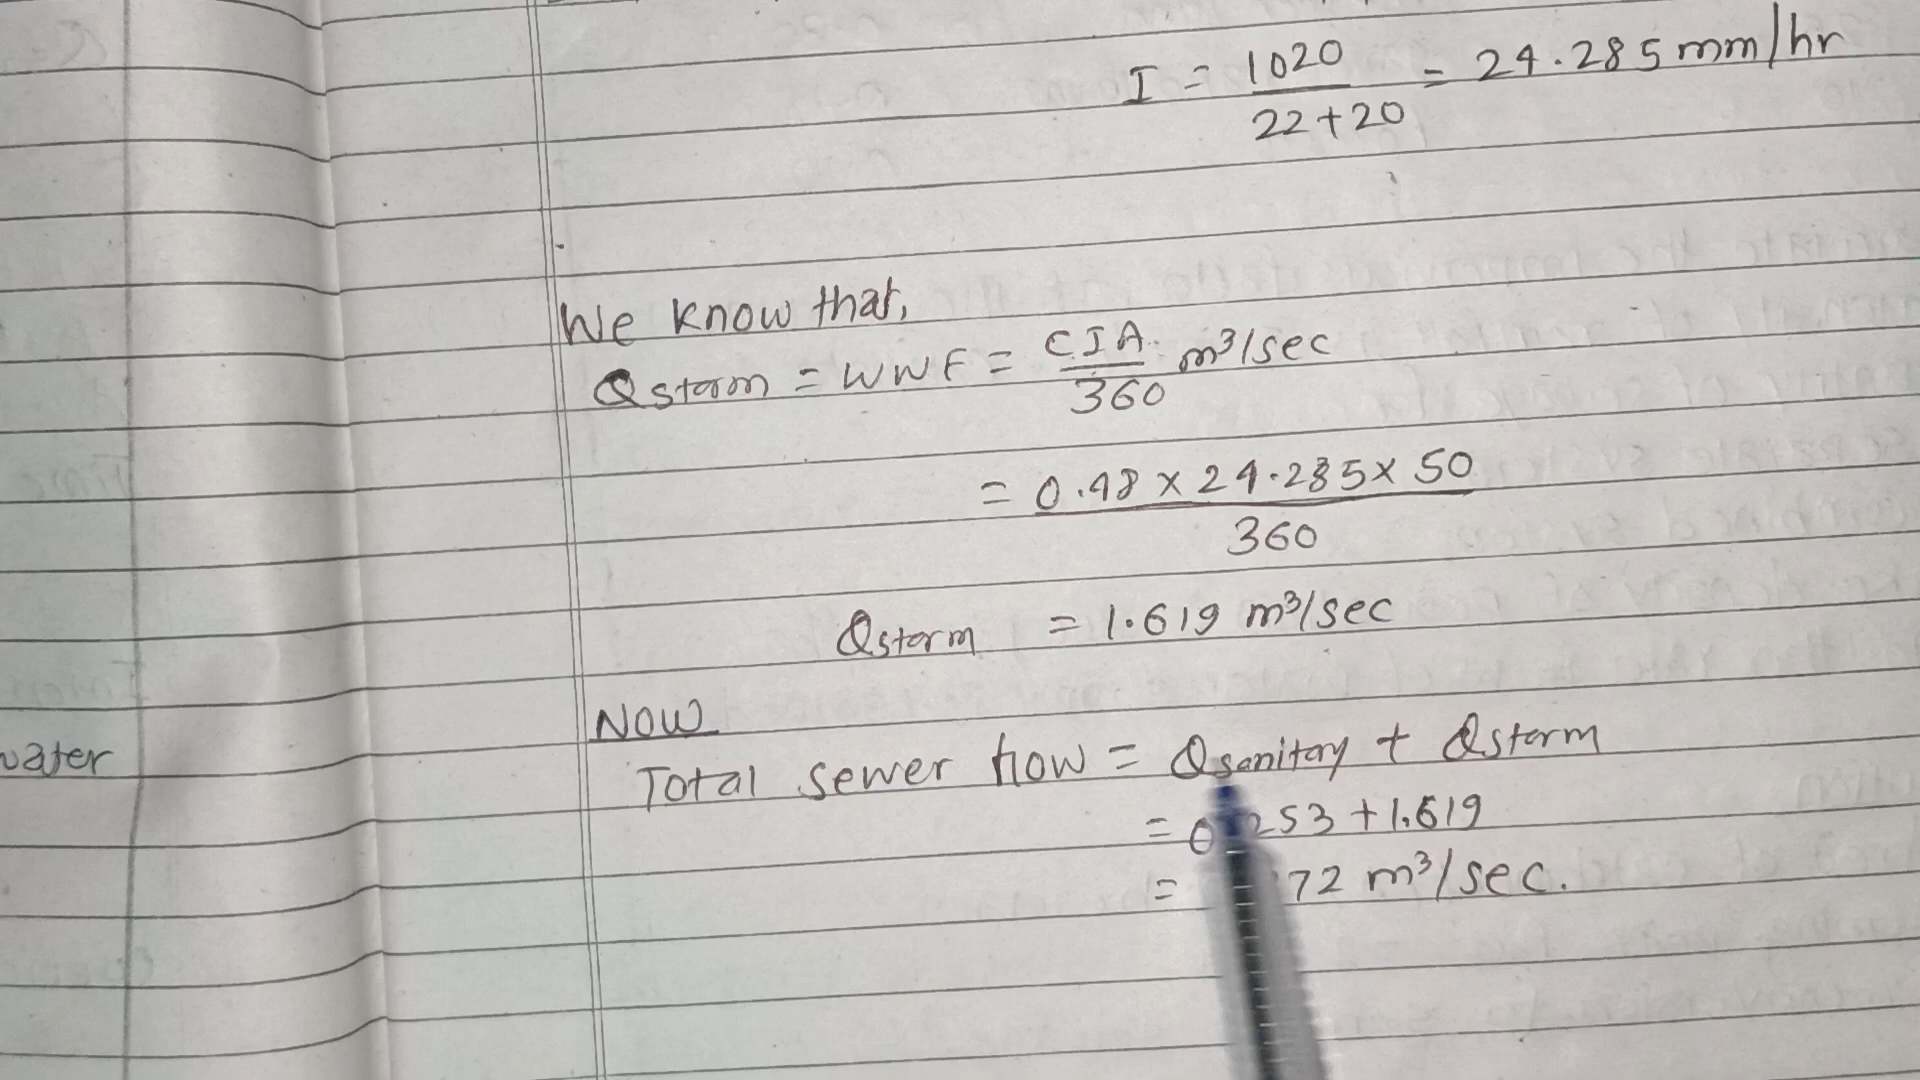 I = 1020 / 22+20 = 24.285 mm/hr
We know that,
Qstorm = WWF = CIA / 360 m³/sec
= 0.48 × 24.285 × 50 / 360
Qstorm = 1.619 m³/sec
Now
Total sewer flow = Qsanitary + Qstorm
water
= 0 253 + 1.619
= 72 m³/sec.